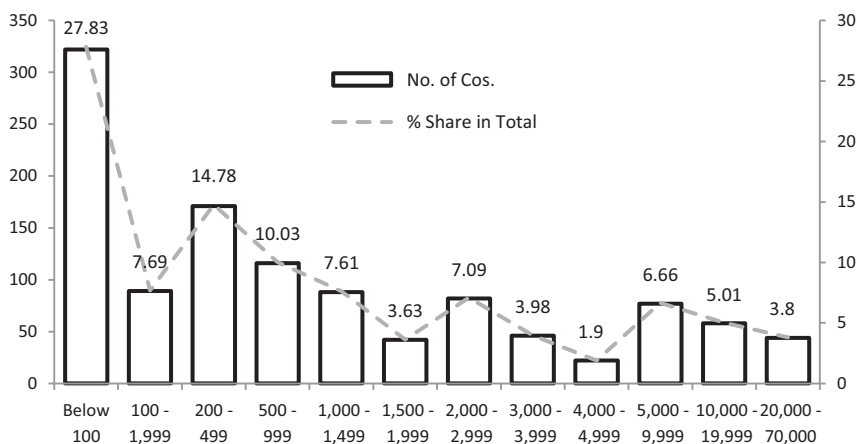 350
300
250
200
150
100
50
0
30
25
20
15
10
5
0
No. of Cos.
% Share in Total
27.83
7.69
14.78
10.03
7.61
3.63
7.09
3.98
1.9
6.66
5.01
3.8
Below 100
100 - 1,999
200 - 499
500 - 999
1,000 - 1,499
1,500 - 1,999
2,000 - 2,999
3,000 - 3,999
4,000 - 4,999
5,000 - 9,999
10,000 - 19,999
20,000 - 70,000